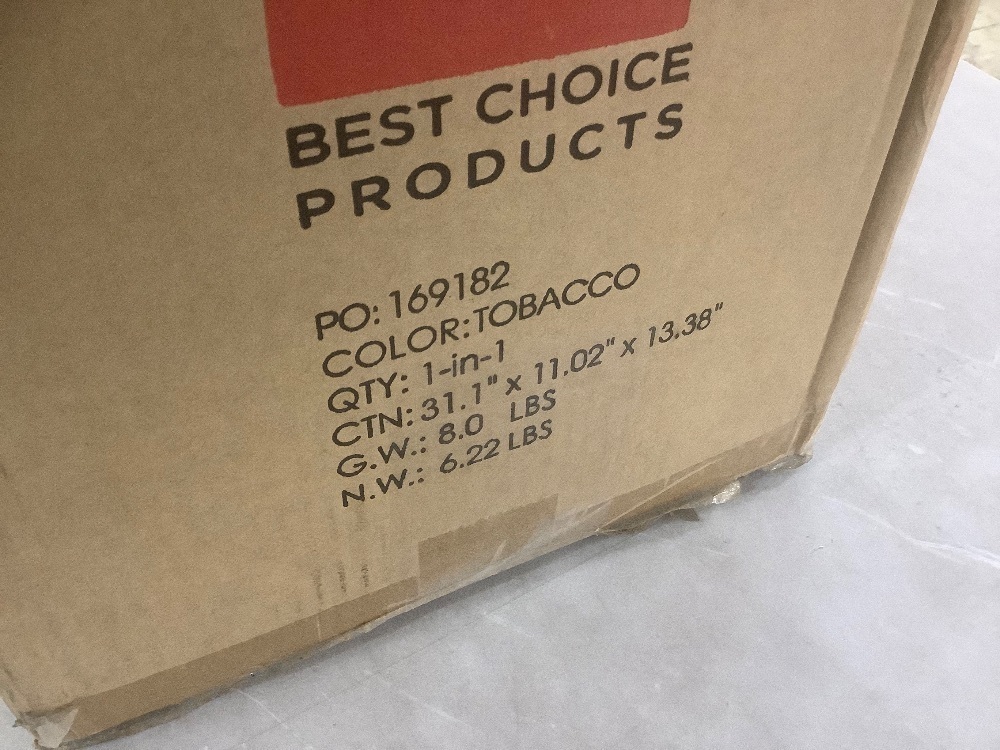 BEST CHOICE
PRODUCTS
PO: 169182
COLOR:TOBACCO
QTY: 1-in-1
CTN: 31.1" x 11.02" x 13.38"
G.W.: 8.0 LBS
N.W.: 6.22 LBS